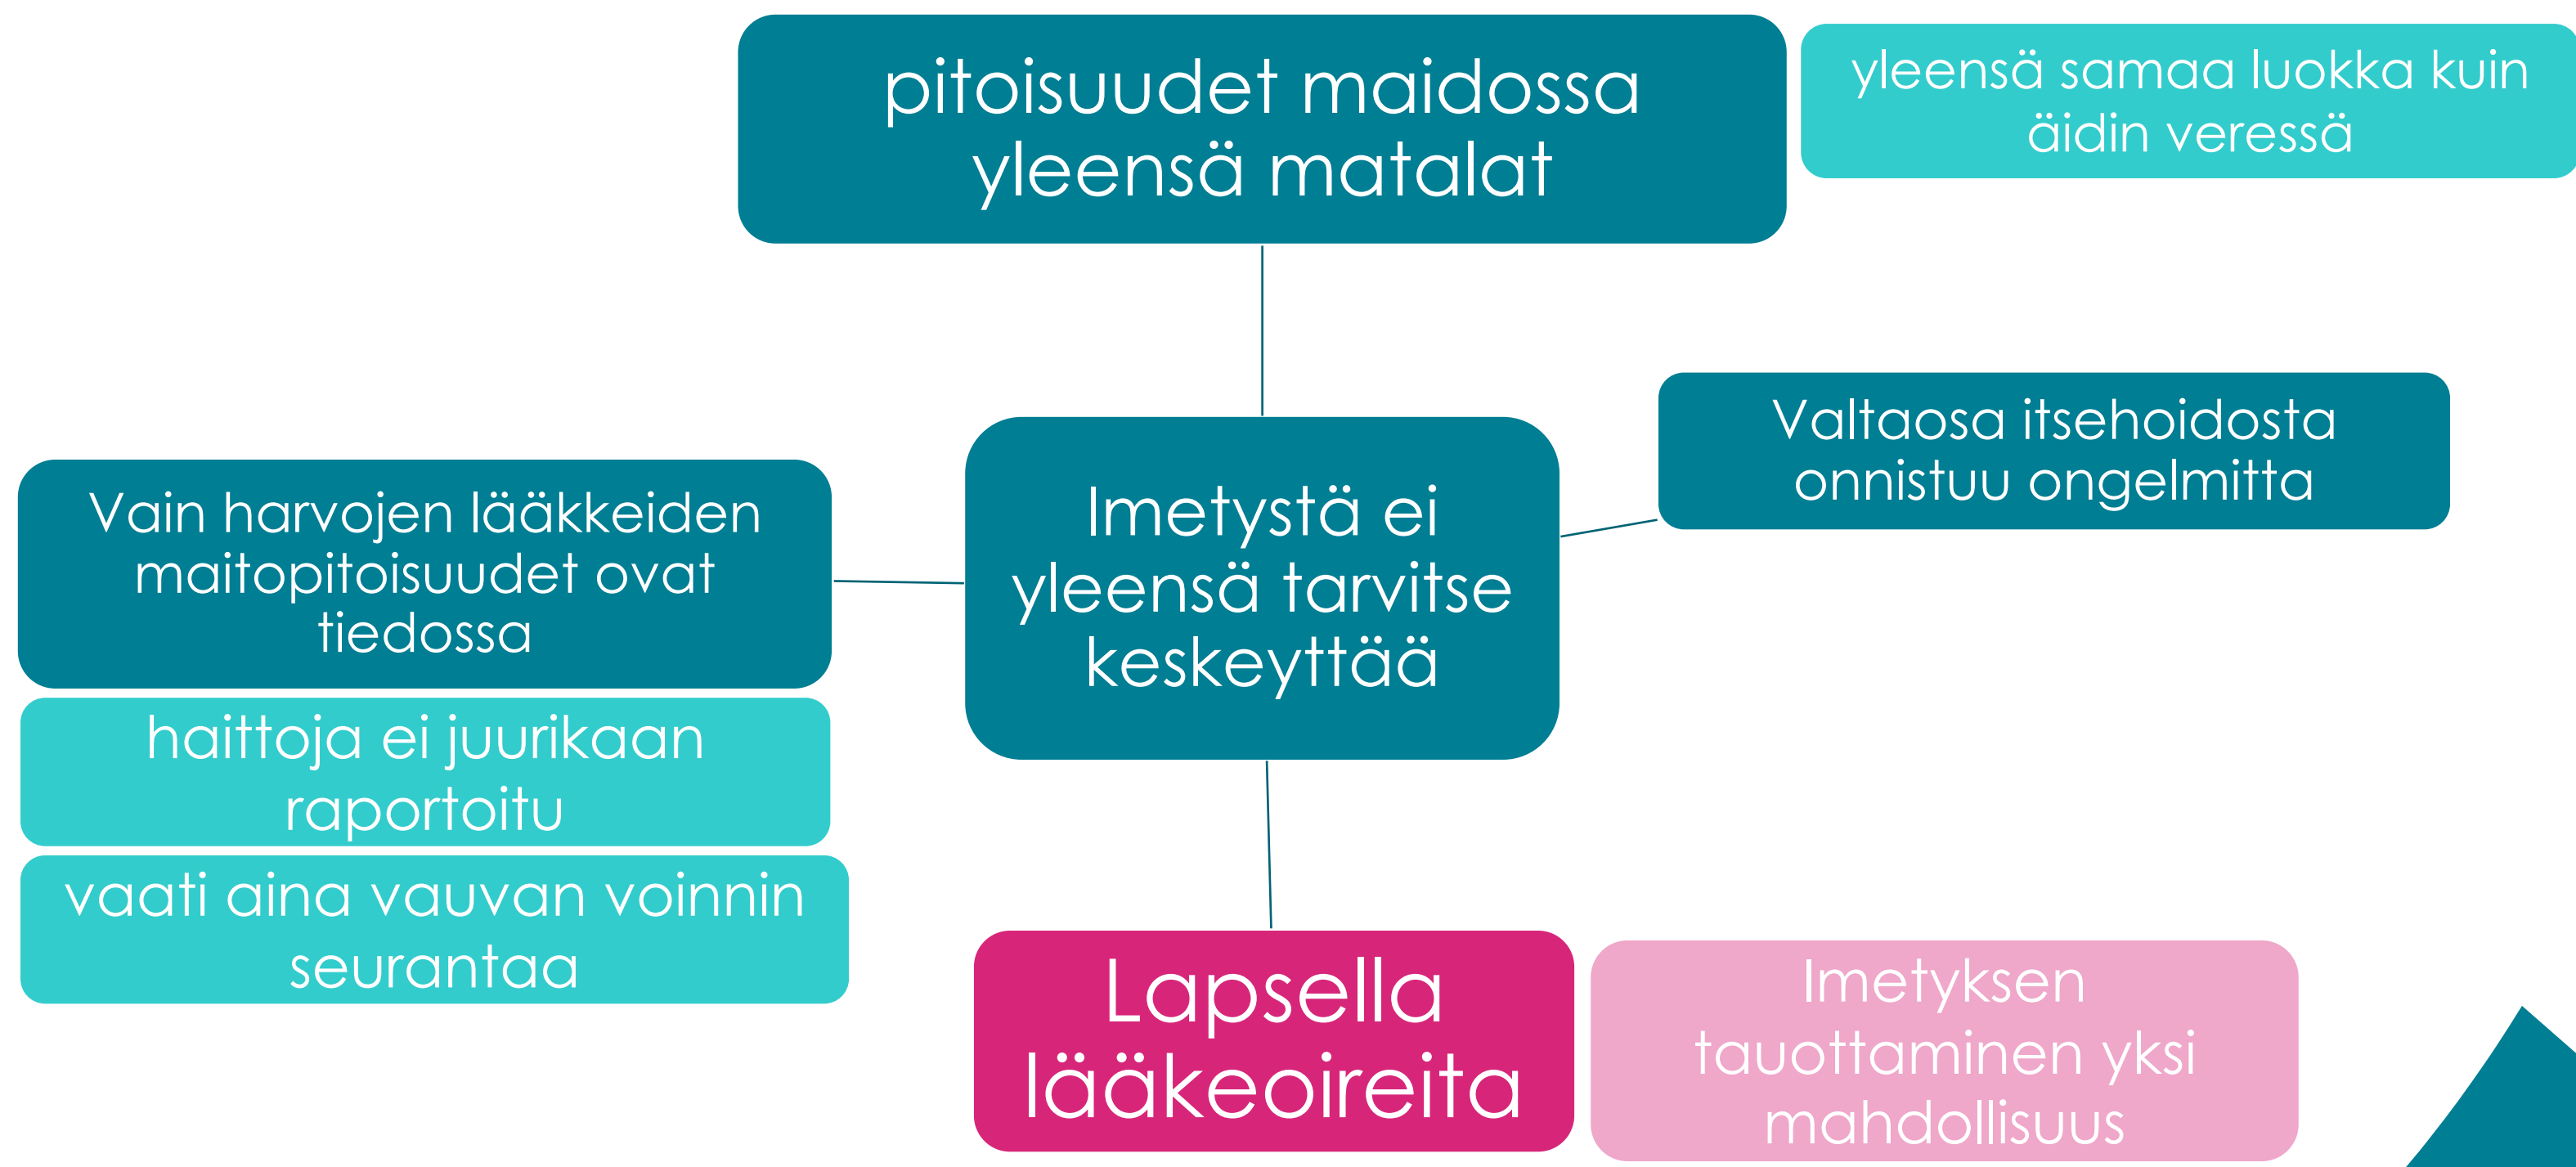 pitoisuudet maidossa
yleensä matalat
yleensä samaa luokka kuin
äidin veressä
Valtaosa itsehoidosta
onnistuu ongelmitta
Imetystä ei
yleensä tarvitse
keskeyttää
Vain harvojen lääkkeiden
maitopitoisuudet ovat
tiedossa
haittoja ei juurikaan
raportoitu
vaati aina vauvan voinnin
seurantaa
Lapsella
lääkeoireita
Imetyksen
tauottaminen yksi
mahdollisuus